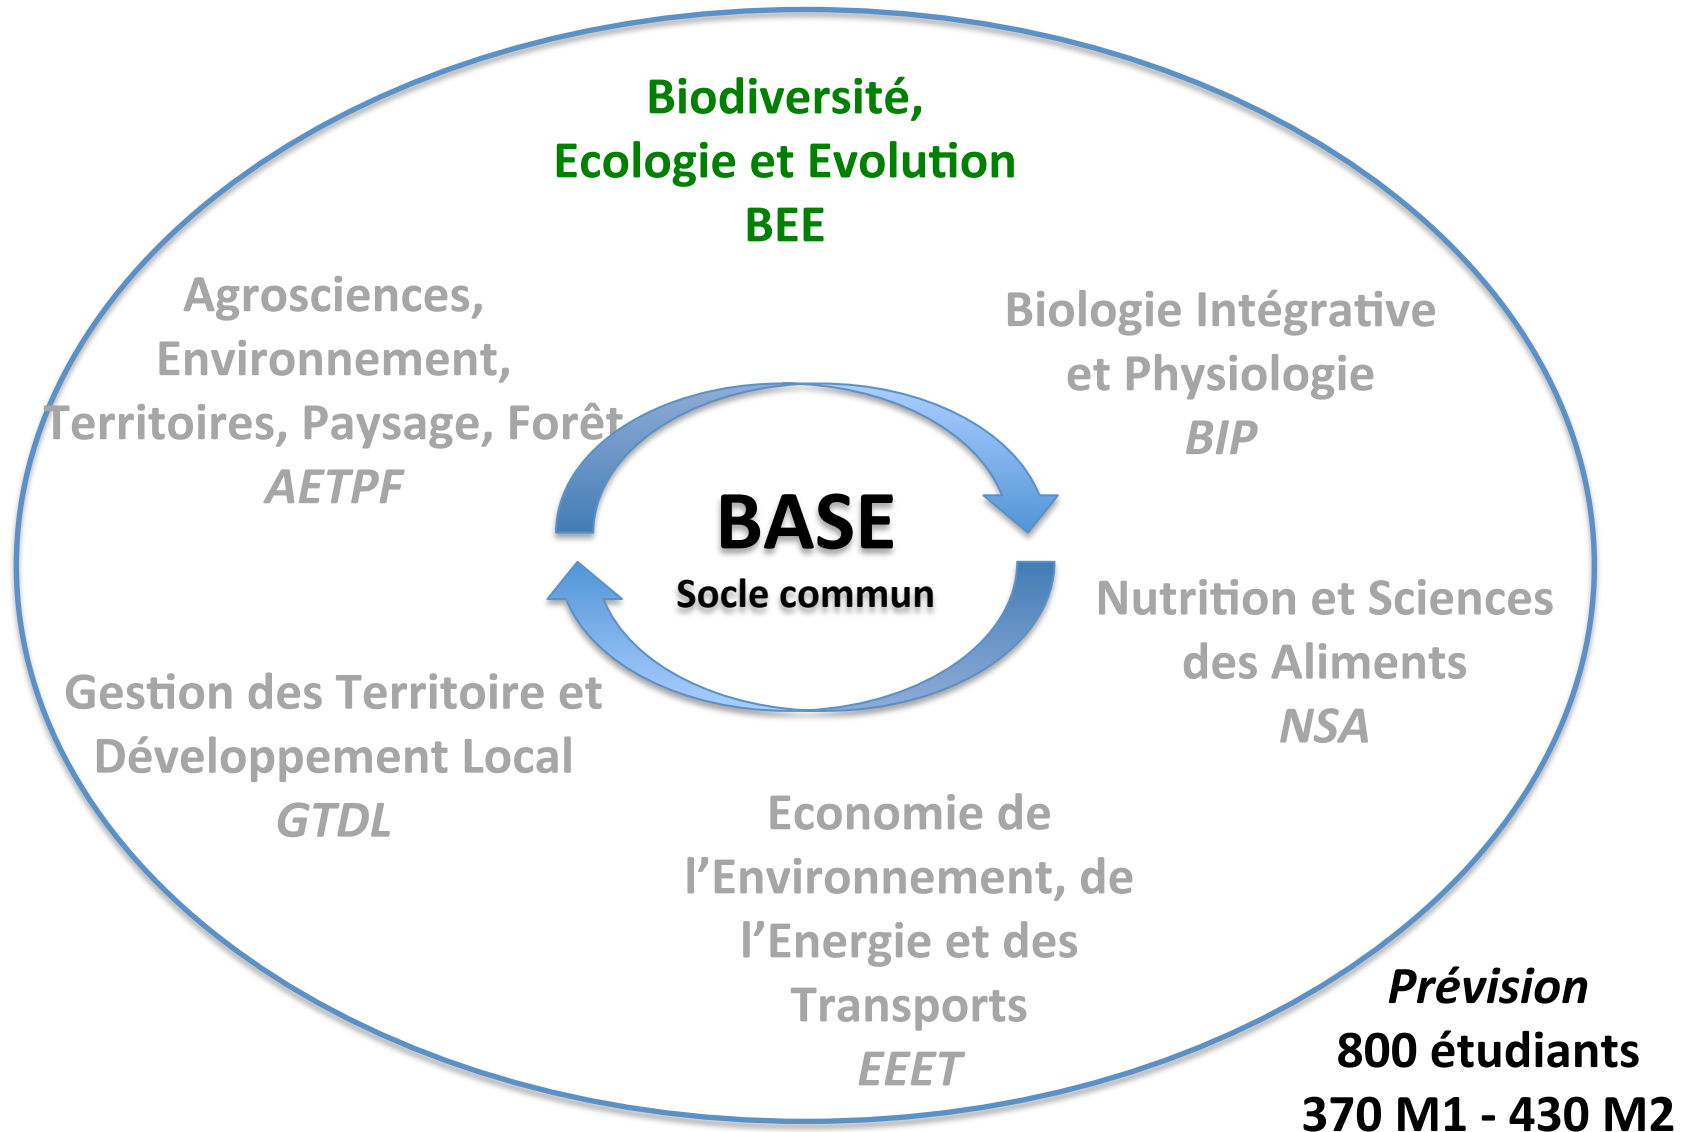 Biodiversité,
Ecologie et Evolution
BEE
Agrosciences,
Environnement,
Territoires, Paysage, Forêt
AETPF
Biologie Intégrative
et Physiologie
BIP
BASE
Socle commun
Nutrition et Sciences
des Aliments
NSA
Gestion des Territoire et
Développement Local
GTDL
Economie de
l’Environnement, de
l’Energie et des
Transports
EEET
Prévision
800 étudiants
370 M1 - 430 M2